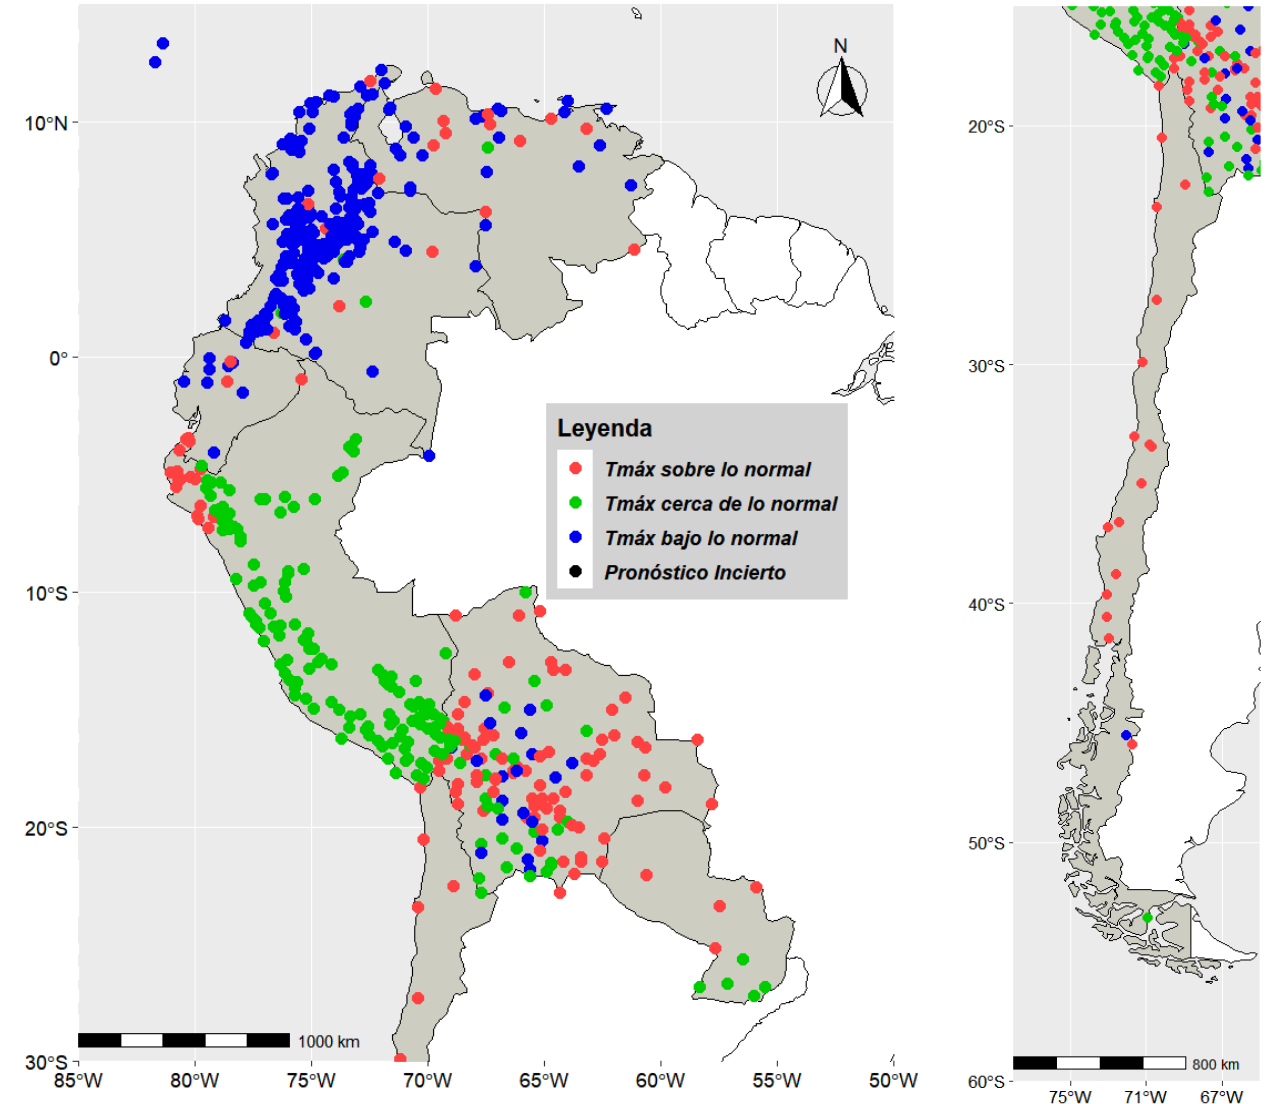 N
10°N
0°
10°S
20°S
30°S
85°W 80°W 75°W 70°W 65°W 60°W 55°W 50°W
1000 km
Leyenda
Tmáx sobre lo normal
Tmáx cerca de lo normal
Tmáx bajo lo normal
Pronóstico Incierto
20°S
30°S
40°S
50°S
60°S
75°W 71°W 67°W
800 km